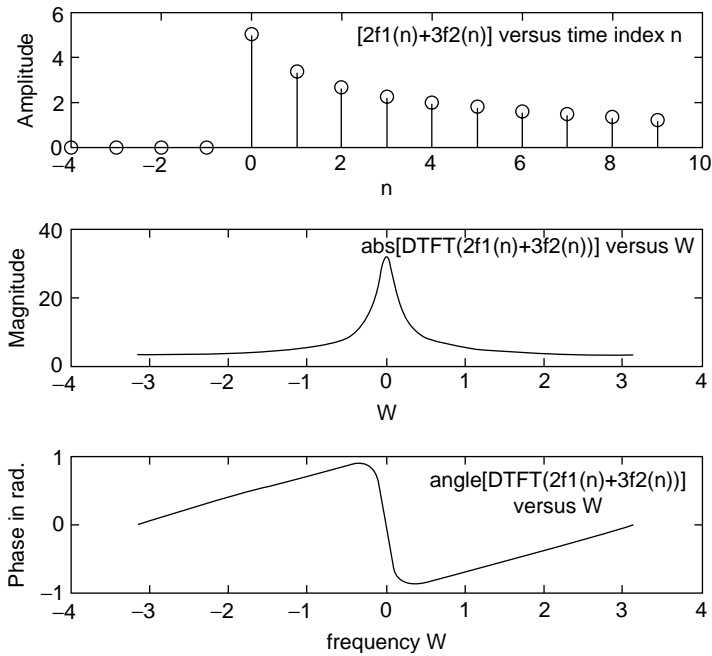 6
[2f1(n)+3f2(n)] versus time index n
Amplitude
4
2
0
−4 −2 0 2 4 6 8 10
n
40
abs[DTFT(2f1(n)+3f2(n))] versus W
Magnitude
20
0
−4 −3 −2 −1 0 1 2 3 4
W
1
angle[DTFT(2f1(n)+3f2(n))]
versus W
Phase in rad.
0
−1
−4 −3 −2 −1 0 1 2 3 4
frequency W